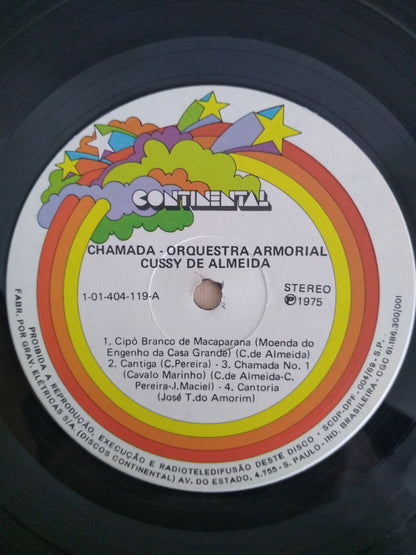 CONTINENTAL
CHAMADA - ORQUESTRA ARMORIAL
CUSSY DE ALMEIDA
1-01-404-119-A
STEREO
Ⓟ1975
1. Cipó Branco de Macaparana (Moenda do
Engenho da Casa Grande) (C. de Almeida)
2. Cantiga (C.Pereira) - 3. Chamada No. 1
(Cavalo Marinho) (C.de Almeida-C.
Pereira-J.Maciel) - 4. Cantoria
(José T.do Amorim)
PROIBIDA A REPRODUÇÃO, EXECUÇÃO E RADIOTELEDIFUSÃO DESTE DISCO - SCDP-DPF-004/69 - S.P.
FABR. POR GRAV. ELÉTRICAS S/A. (DISCOS CONTINENTAL) AV. DO ESTADO, 4.755 - S. PAULO - IND. BRASILEIRA - CGC 61.186.300/001